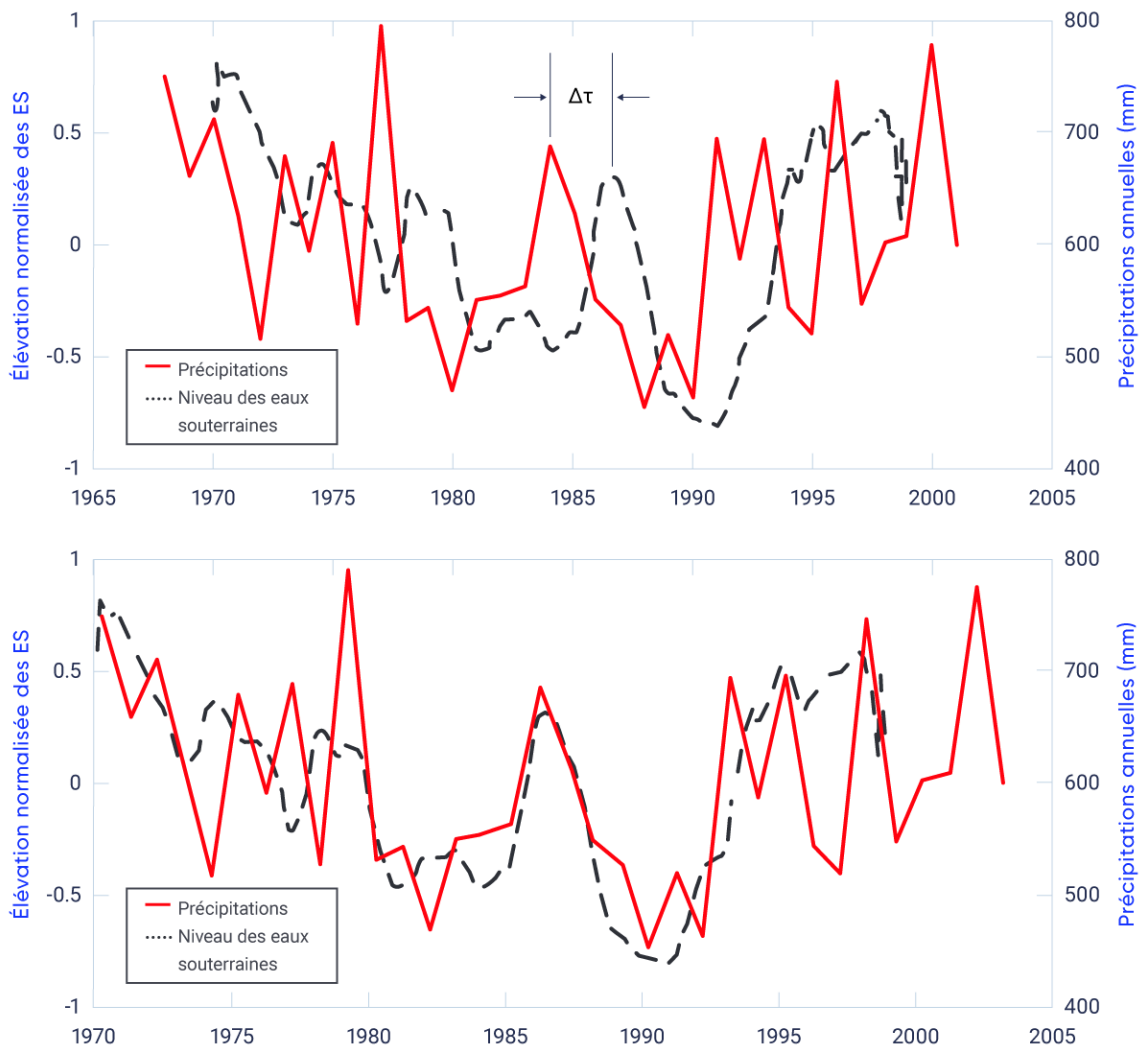 1
0.5
0
-0.5
-1
Élévation normalisée des ES
800
700
600
500
400
Précipitations annuelles (mm)
Δτ
Précipitations
Niveau des eaux
souterraines
1965 1970 1975 1980 1985 1990 1995 2000 2005
1
0.5
0
-0.5
-1
Élévation normalisée des ES
800
700
600
500
400
Précipitations annuelles (mm)
Précipitations
Niveau des eaux
souterraines
1970 1975 1980 1985 1990 1995 2000 2005